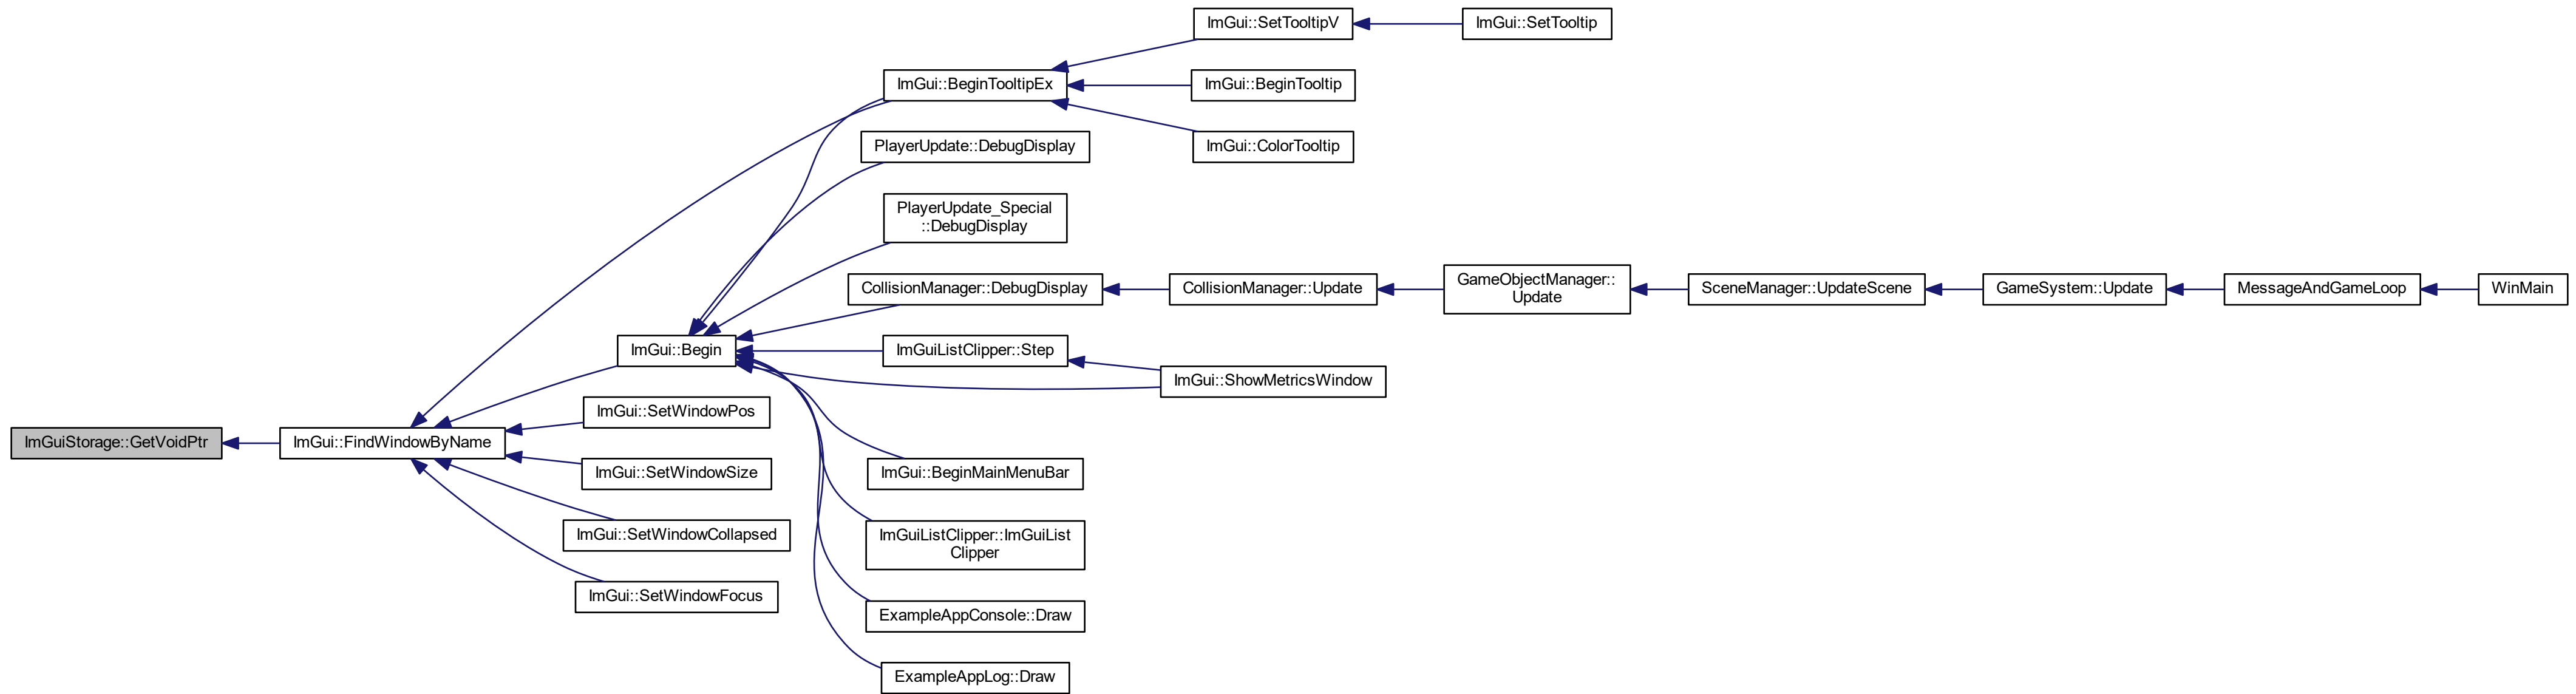 ImGui::SetTooltipV
ImGui::SetTooltip
ImGui::BeginTooltipEx
ImGui::BeginTooltip
PlayerUpdate::DebugDisplay
ImGui::ColorTooltip
PlayerUpdate_Special
::DebugDisplay
CollisionManager::DebugDisplay
CollisionManager::Update
GameObjectManager::
Update
SceneManager::UpdateScene
GameSystem::Update
MessageAndGameLoop
WinMain
ImGui::Begin
ImGuiListClipper::Step
ImGui::ShowMetricsWindow
ImGui::SetWindowPos
ImGuiStorage::GetVoidPtr
ImGui::FindWindowByName
ImGui::SetWindowSize
ImGui::BeginMainMenuBar
ImGui::SetWindowCollapsed
ImGuiListClipper::ImGuiList
Clipper
ImGui::SetWindowFocus
ExampleAppConsole::Draw
ExampleAppLog::Draw